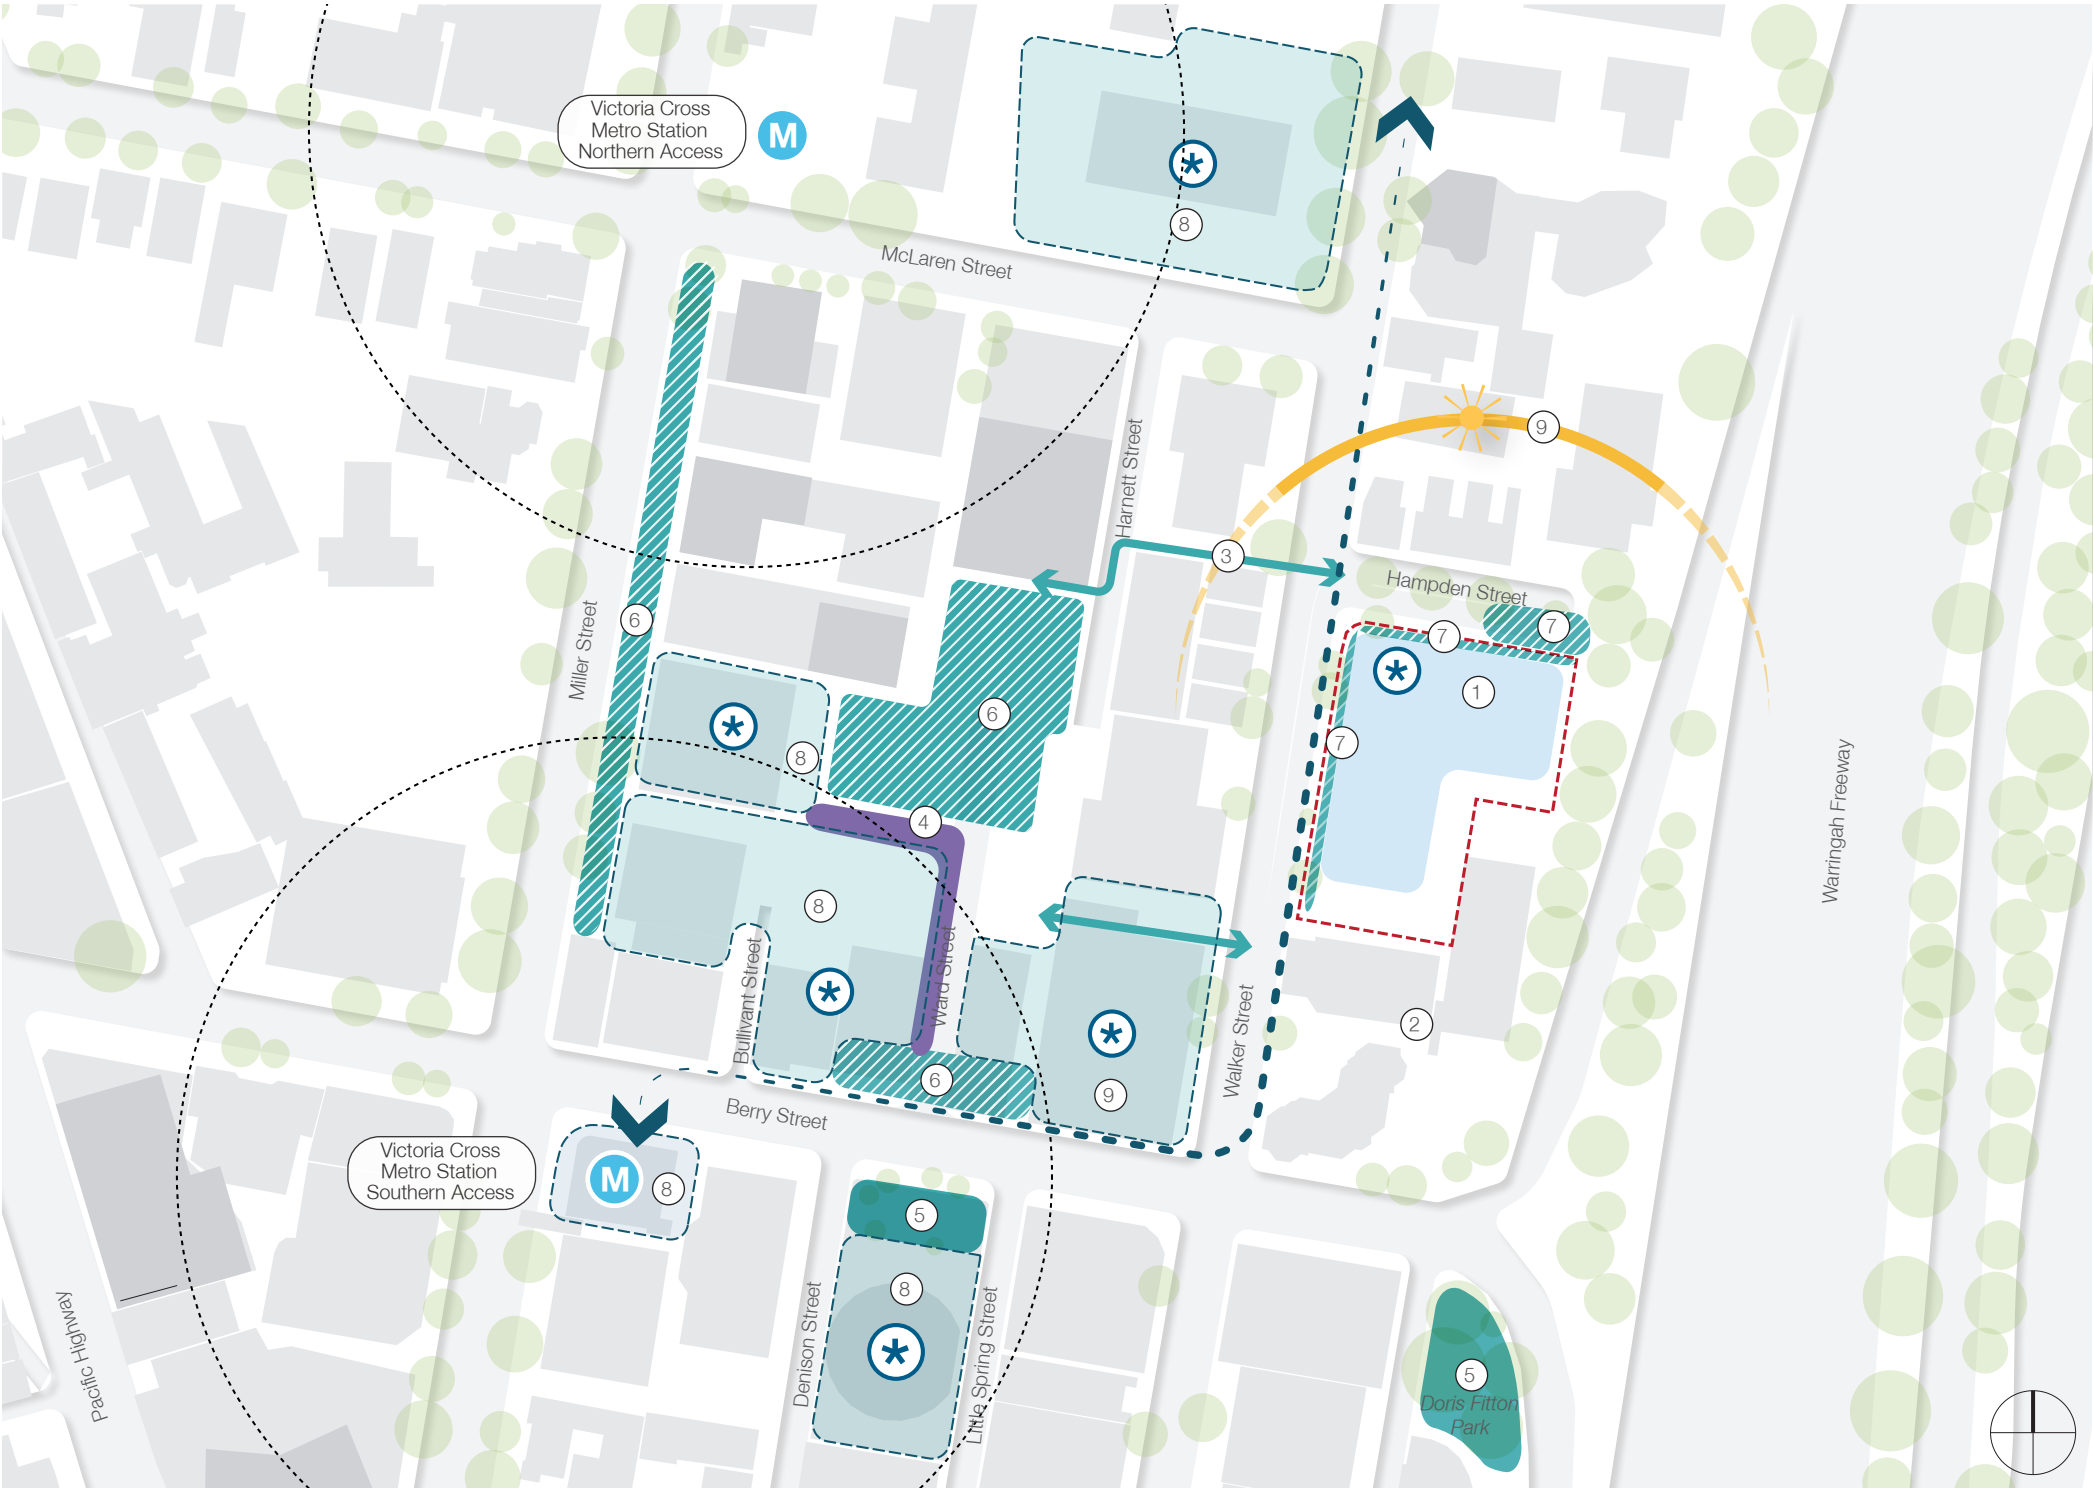 Victoria Cross
Metro Station
Northern Access
M
*
8
McLaren Street
9
Harnett Street
3
Hampden Street
6
Miller Street
7
7
*
1
*
8
6
7
4
Warringah Freeway
8
Bullivant Street
*
Ward Street
*
Walker Street
2
6
9
Berry Street
Victoria Cross
Metro Station
Southern Access
M
8
5
8
*
Denison Street
Little Spring Street
Pacific Highway
5
Doris Fitton
Park